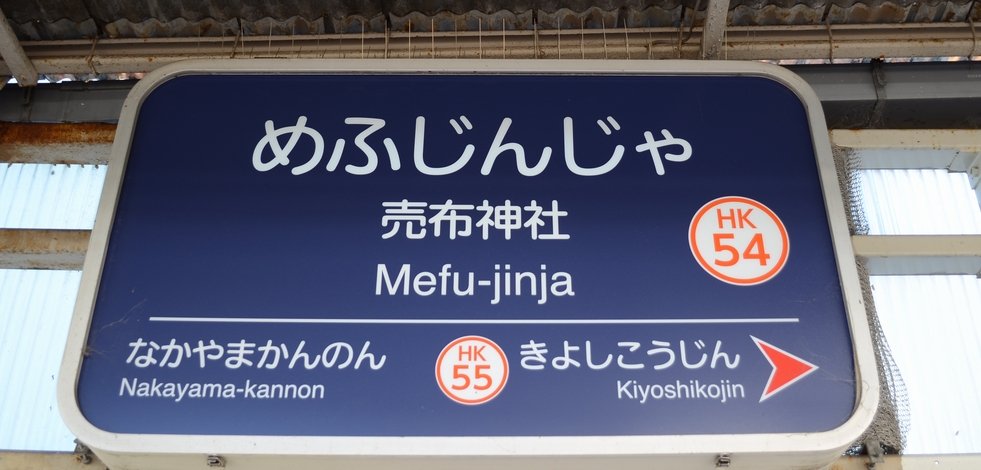 めふじんじゃ
売布神社
Mefu-jinja
HK
54
なかやまかんのん
Nakayama-kannon
HK
55
きよしこうじん
Kiyoshikojin